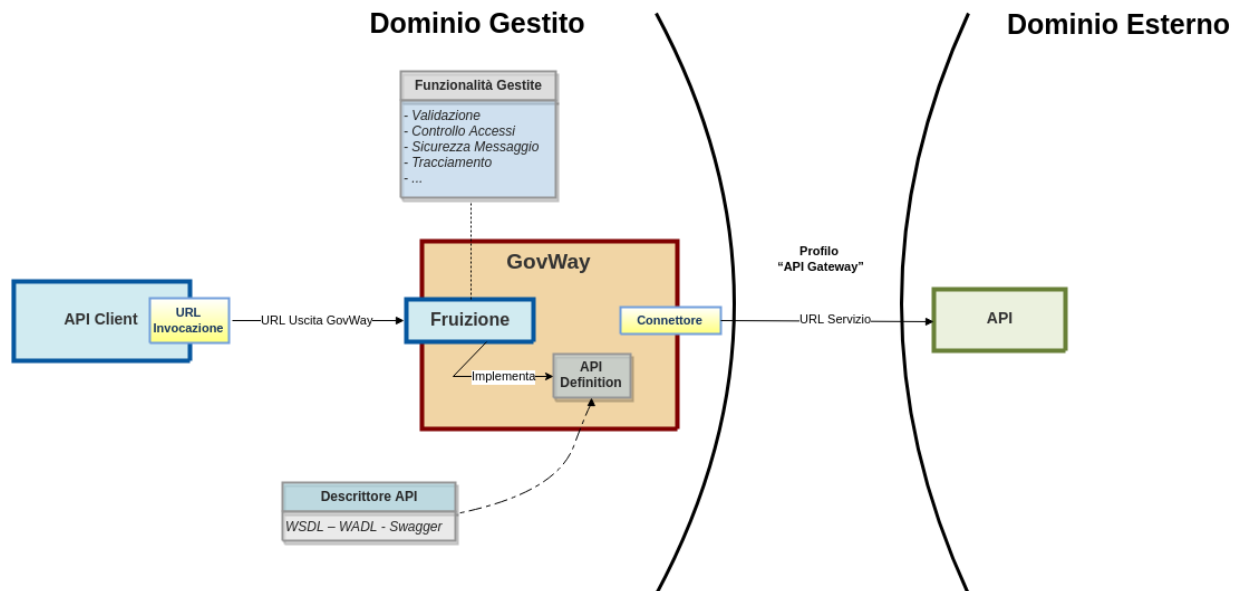 Dominio Gestito
Dominio Esterno
Funzionalità Gestite
- Validazione
- Controllo Accessi
- Sicurezza Messaggio
- Tracciamento
- ...
GovWay
Profilo
“API Gateway”
API Client
URL
Invocazione
URL Uscita GovWay
Fruizione
Connettore
URL Servizio
API
Implementa
API
Definition
Descrittore API
WSDL – WADL - Swagger